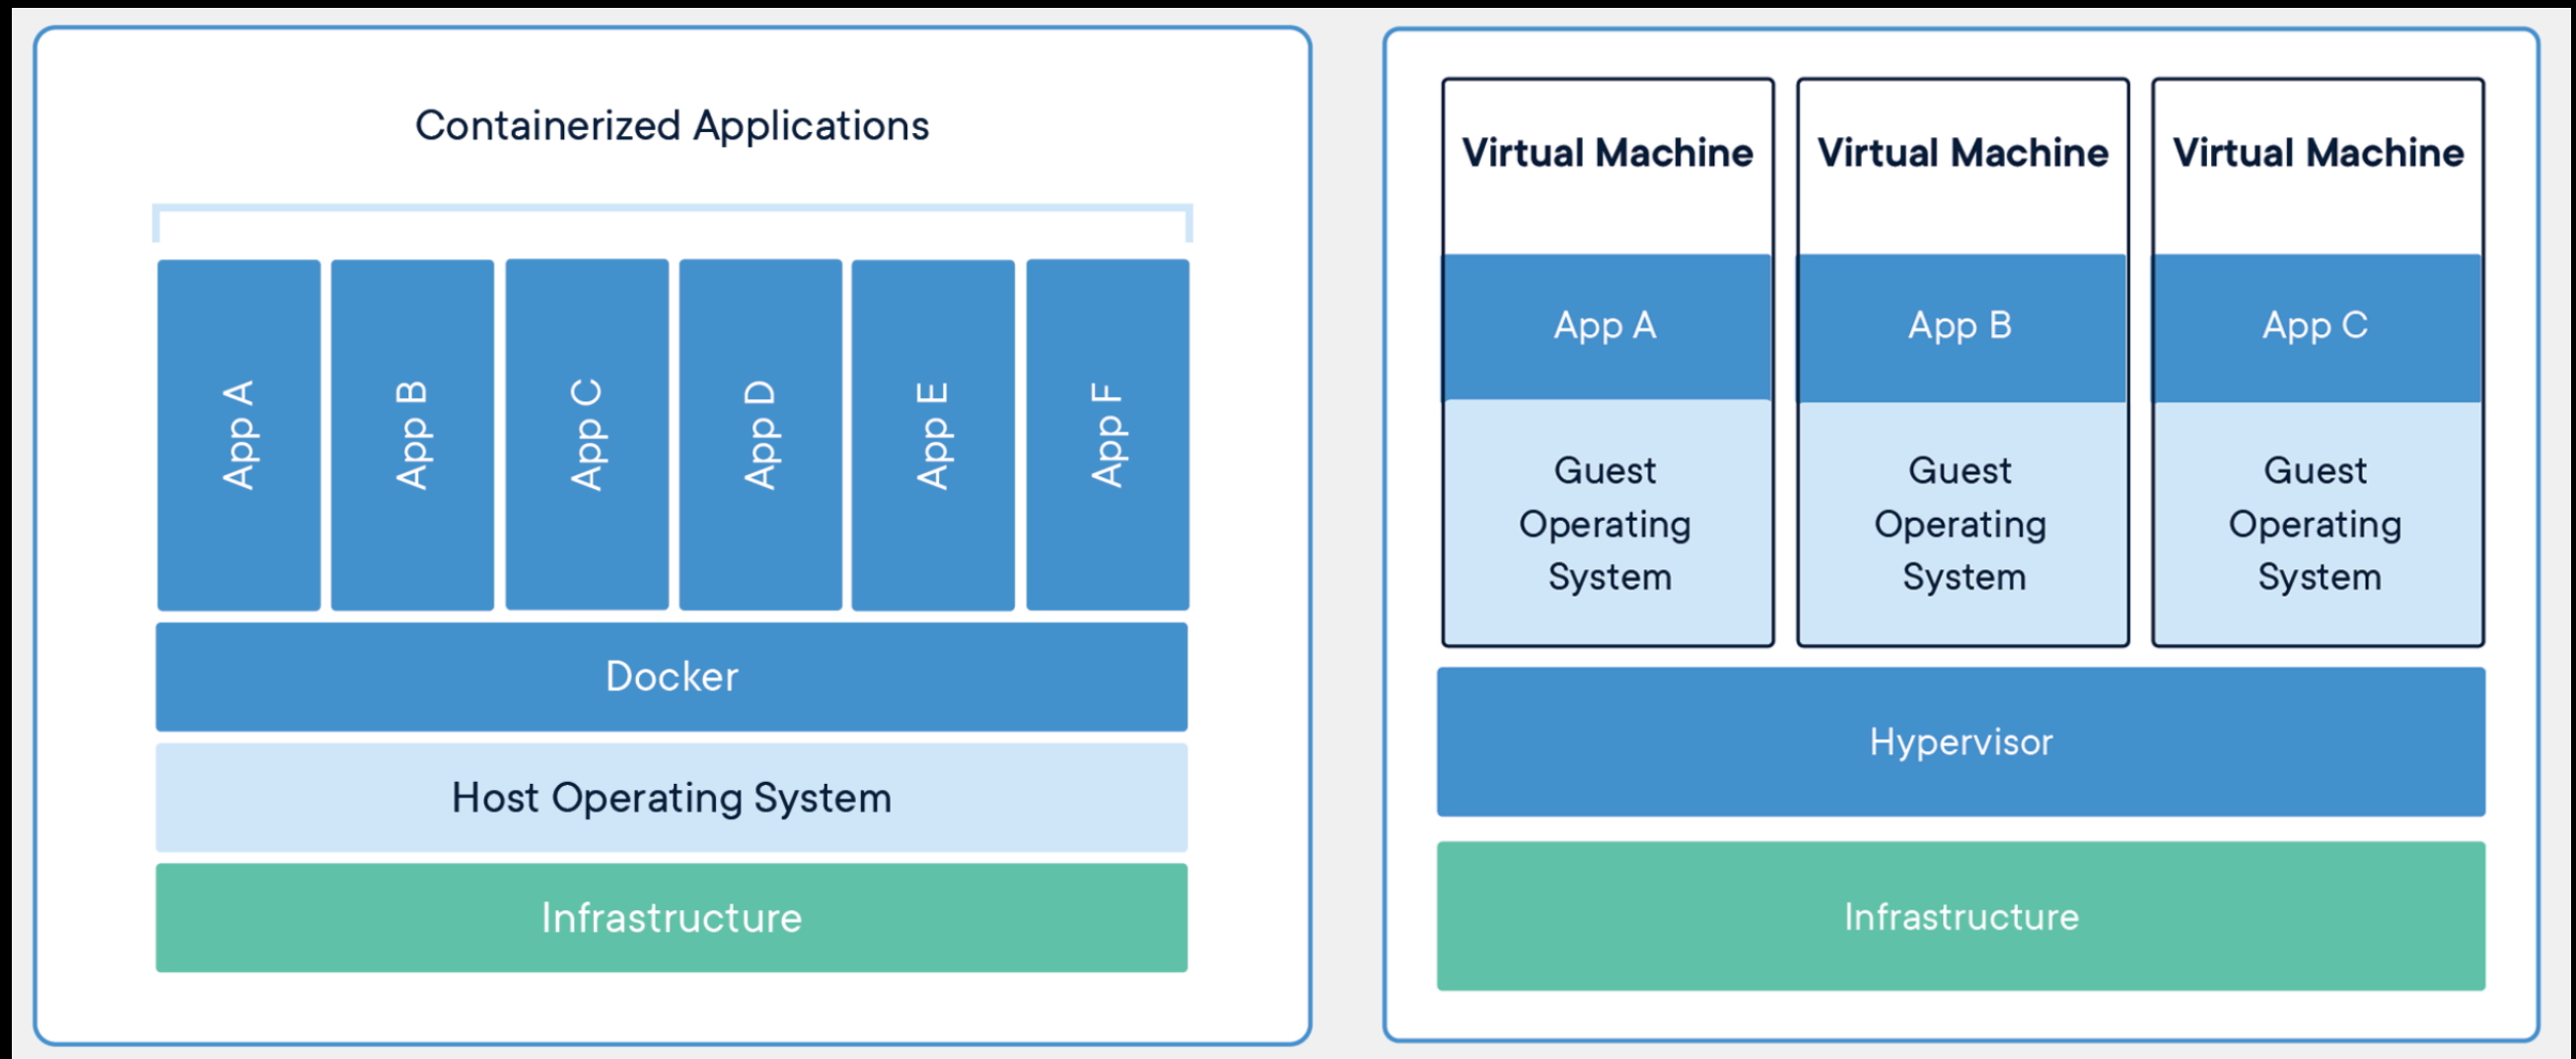 Containerized Applications
App A
App B
App C
App D
App E
App F
Docker
Host Operating System
Infrastructure
Virtual Machine
App A
Guest
Operating
System
Virtual Machine
App B
Guest
Operating
System
Virtual Machine
App C
Guest
Operating
System
Hypervisor
Infrastructure